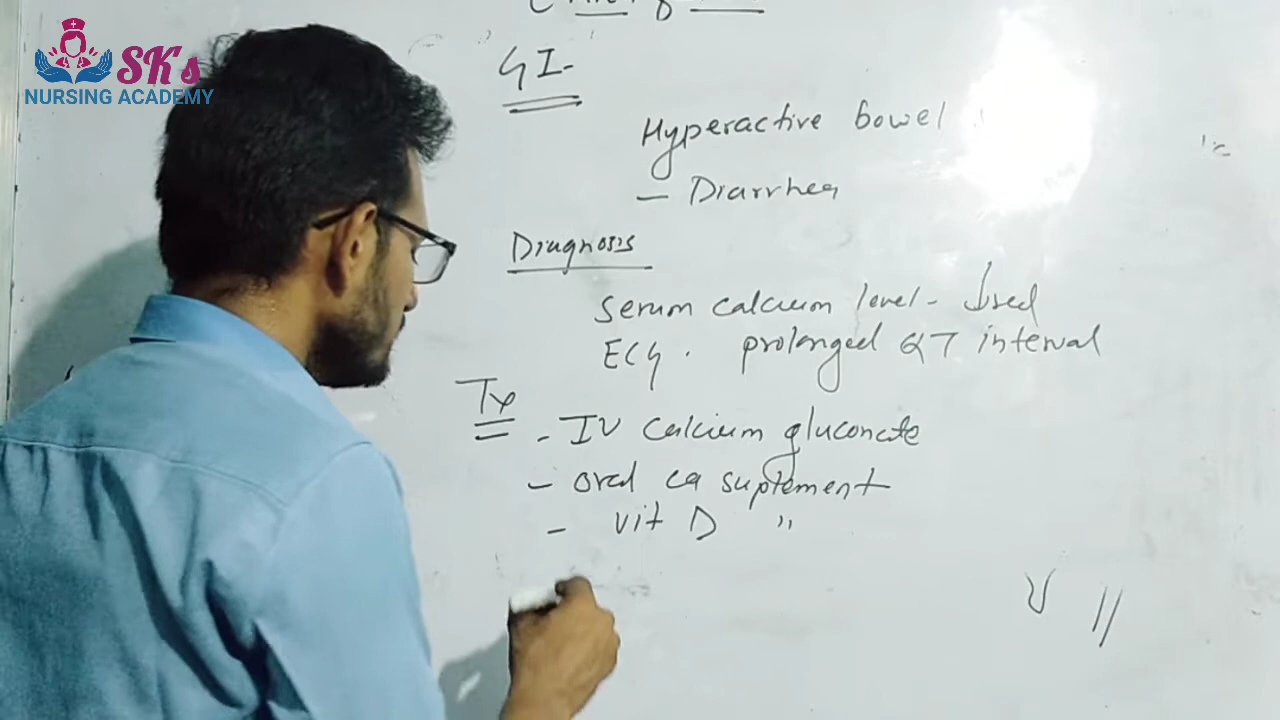 SK's
NURSING ACADEMY
GI-
Hyperactive bowel
- Diarrhea
Diagnosis
Serum calcium level - ↓sed
ECG. prolonged QT interval
Tx
- IV calcium gluconate
- oral ca suplement
- vit D "